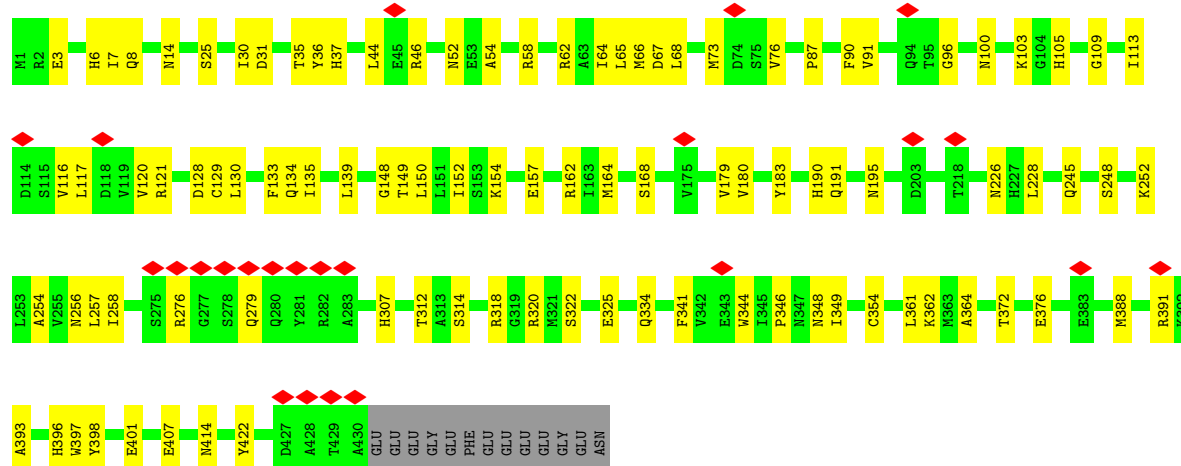 M1 R2 E3 H6 I7 Q8 N14 S25 I30 D31 T35 Y36 H37 L44 E45 R46 N52 E53 A54 R58 R62 A63 I64 L65 M66 D67 L68 M73 D74 S75 V76 P87 F90 V91 Q94 T95 G96 N100 K103 G104 H105 G109 I113
D114 S115 V116 L117 D118 V119 V120 R121 D128 C129 L130 F133 Q134 I135 L139 G148 T149 L150 L151 I152 S153 K154 E157 R162 I163 M164 S168 V175 V179 V180 Y183 H190 Q191 N195 D203 T218 N226 H227 L228 Q245 S248 K252
L253 A254 V255 N256 L257 I258 S275 R276 G277 S278 Q279 Q280 Y281 R282 A283 H307 T312 A313 S314 R318 G319 R320 M321 S322 E325 Q334 F341 V342 E343 W344 I345 P346 N347 N348 I349 C354 L361 K362 M363 A364 T372 E376 M388 E383 R391
A393 H396 W397 Y398 E401 E407 N414 Y422 D427 A428 T429 A430 GLU GLU GLU GLY GLU PHE GLU GLU GLU GLU GLY GLU ASN